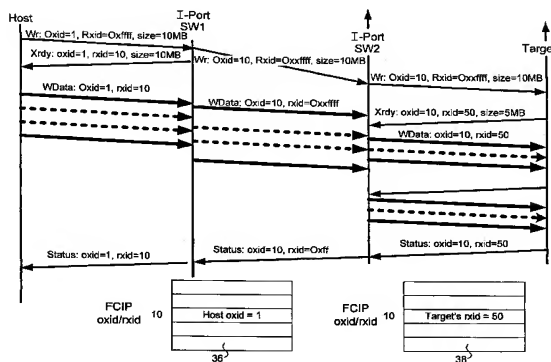 Host
I-Port
SW1
I-Port
SW2
Target
Wr: Oxid=1, Rxid=Oxffff, size=10MB
Xrdy: oxid=1, rxid=10, size=10MB
Wr: Oxid=10, Rxid=Oxxffff, size=10MB
Wr: Oxid=10, Rxid=Oxxffff, size=10MB
WData: Oxid=1, rxid=10
WData: Oxid=10, rxid=Oxxffff
Xrdy: oxid=10, rxid=50, size=5MB
WData: oxid=10, rxid=50
Status: oxid=1, rxid=10
Status: oxid=10, rxid=Oxff
Status: oxid=10, rxid=50
FCIP
oxid/rxid
10
Host oxid = 1
36
FCIP
oxid/rxid
10
Target's rxid = 50
38